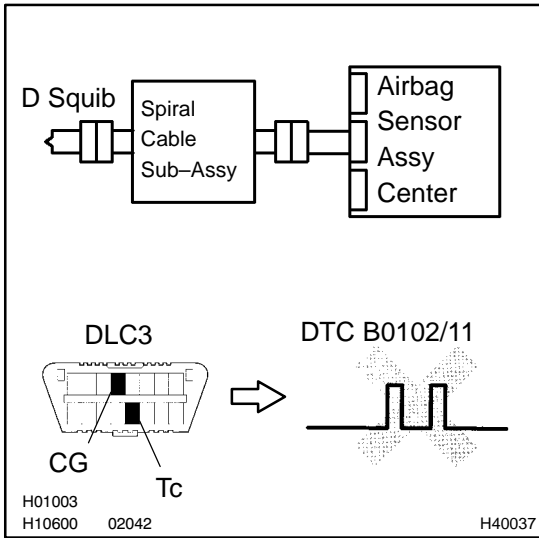 D Squib
Spiral
Cable
Sub–Assy
Airbag
Sensor
Assy
Center
DLC3
DTC B0102/11
CG
Tc
H01003
H10600 02042
H40037